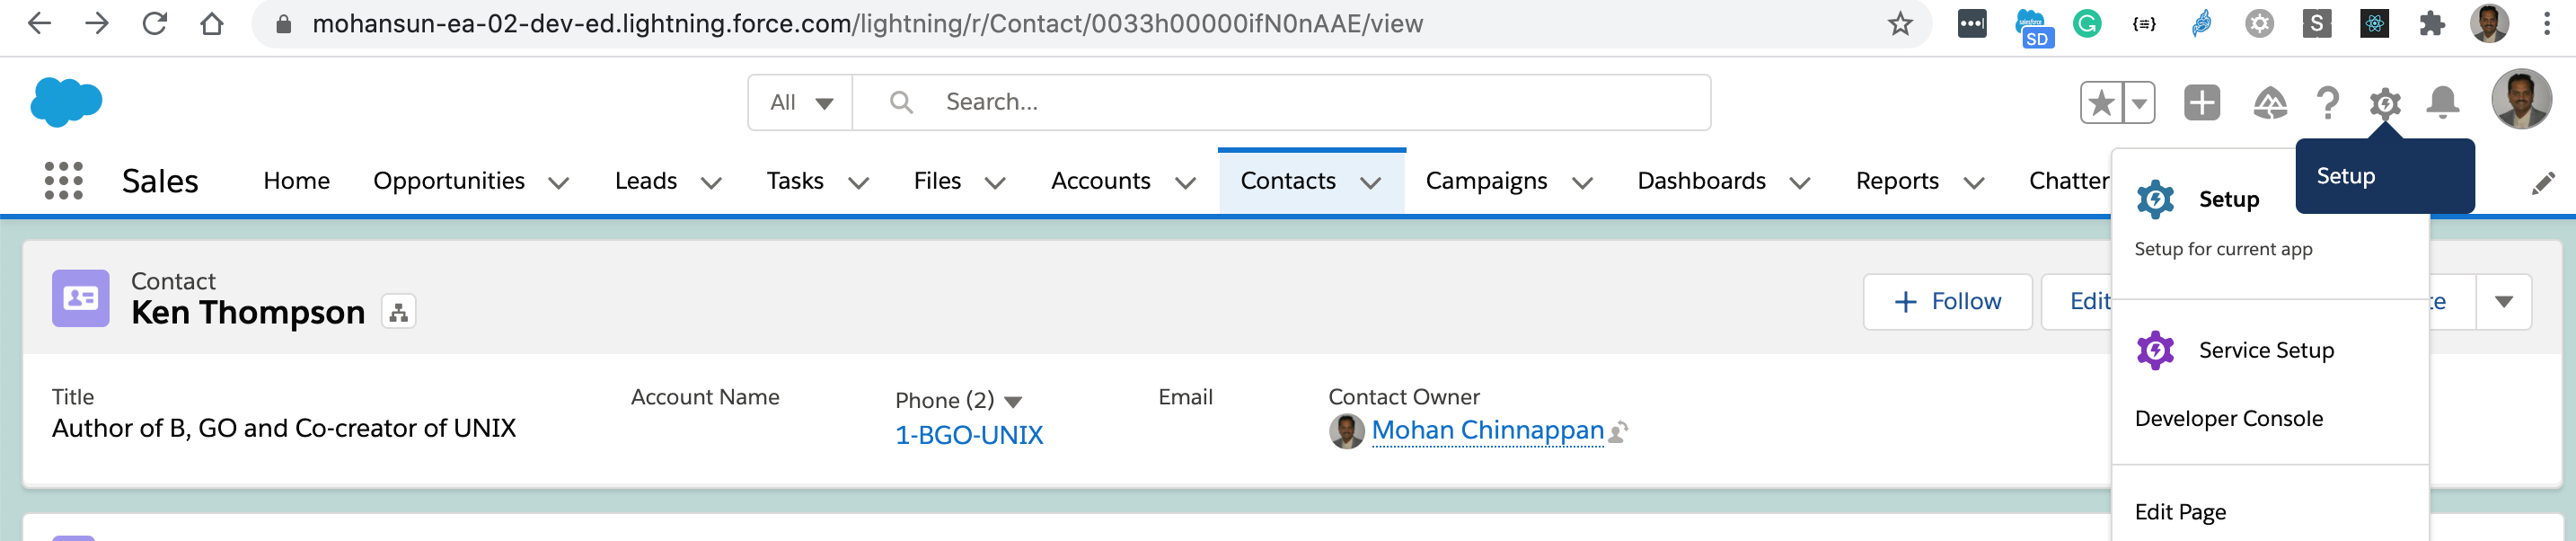 mohansun-ea-02-dev-ed.lightning.force.com/lightning/r/Contact/0033h00000ifN0nAAE/view
salesforce
SD
G
{≡}
S
All
Search...
Sales
Home
Opportunities
Leads
Tasks
Files
Accounts
Contacts
Campaigns
Dashboards
Reports
Chatter
Setup
Setup
Setup for current app
Service Setup
Developer Console
Edit Page
Contact
Ken Thompson
Follow
Edit
te
Title
Account Name
Phone (2)
Email
Contact Owner
Author of B, GO and Co-creator of UNIX
1-BGO-UNIX
Mohan Chinnappan